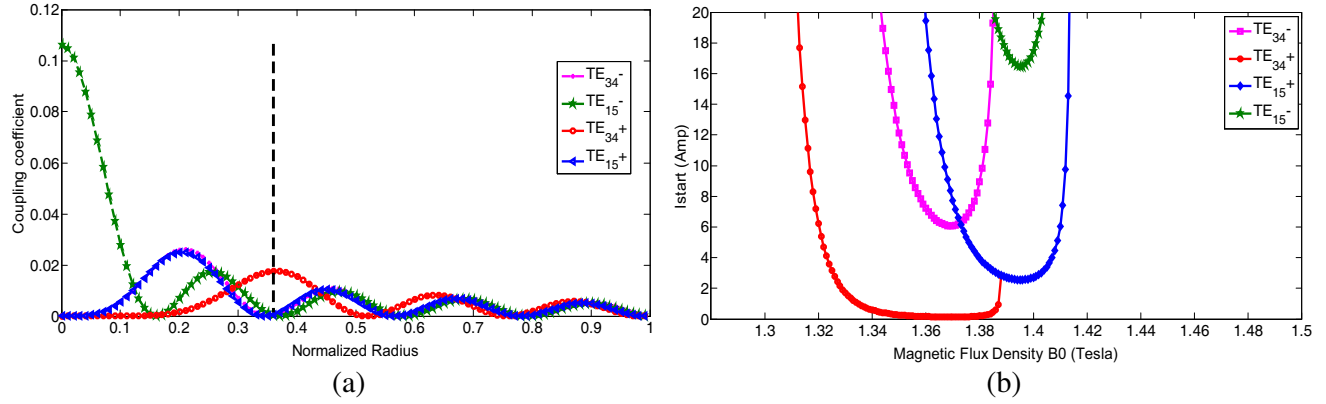 0.12
0.1
0.08
0.06
0.04
0.02
0
Coupling coefficient
0 0.1 0.2 0.3 0.4 0.5 0.6 0.7 0.8 0.9 1
Normalized Radius
TE34-
TE15-
TE34+
TE15+
(a)
20
18
16
14
12
10
8
6
4
2
0
Istart (Amp)
1.3 1.32 1.34 1.36 1.38 1.4 1.42 1.44 1.46 1.48 1.5
Magnetic Flux Density B0 (Tesla)
TE34-
TE34+
TE15+
TE15-
(b)